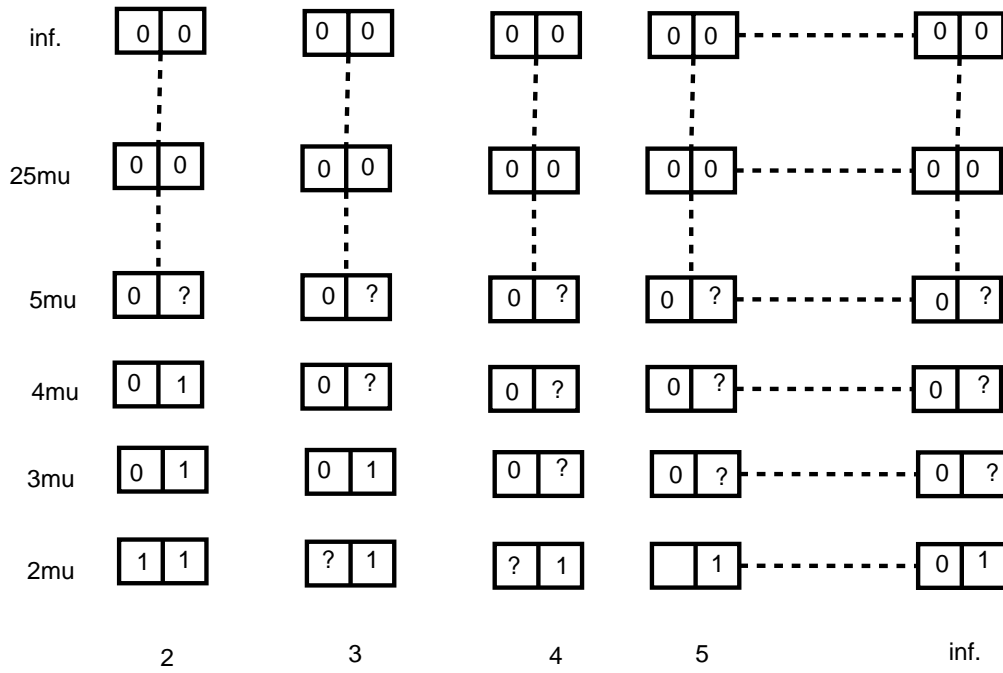 inf. 0 0 0 0 0 0 0 0 0 0
25mu 0 0 0 0 0 0 0 0 0 0
5mu 0 ? 0 ? 0 ? 0 ? 0 ?
4mu 0 1 0 ? 0 ? 0 ? 0 ?
3mu 0 1 0 1 0 ? 0 ? 0 ?
2mu 1 1 ? 1 ? 1 1 0 1
2 3 4 5 inf.